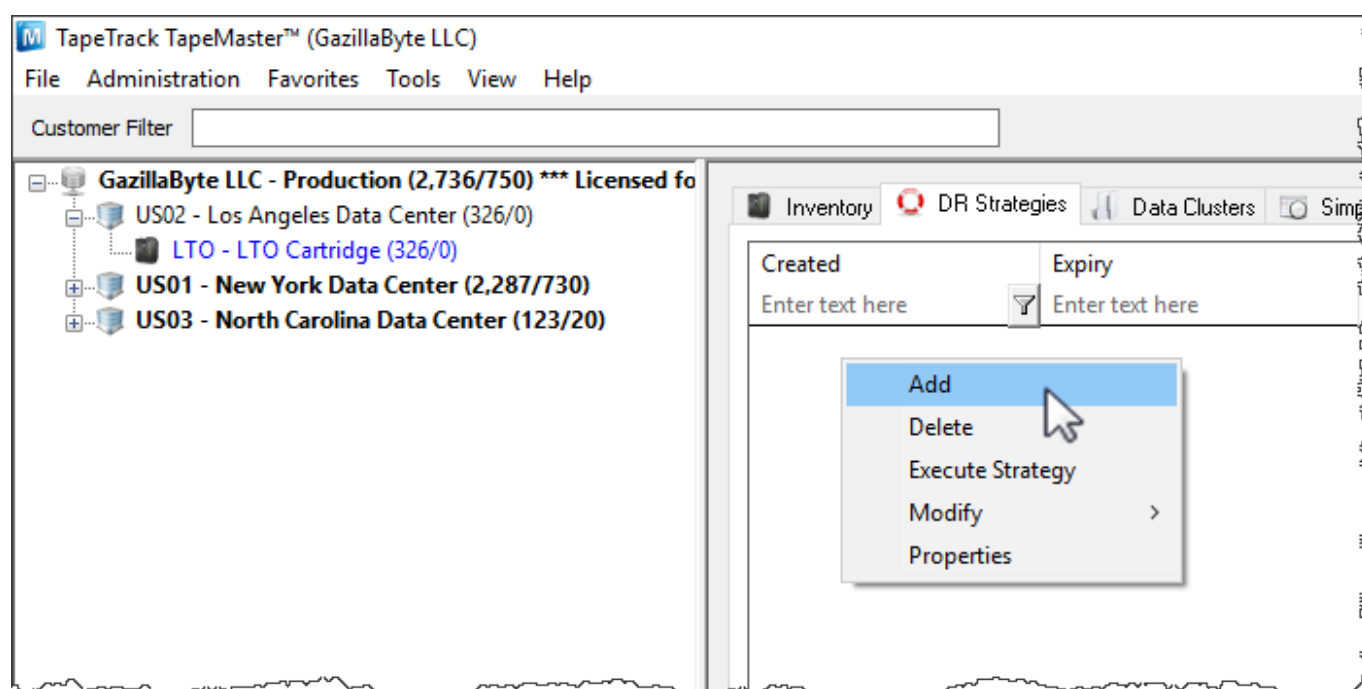 TapeTrack TapeMaster™ (GazillaByte LLC)
File Administration Favorites Tools View Help
Customer Filter
GazillaByte LLC - Production (2,736/750) *** Licensed fo
US02 - Los Angeles Data Center (326/0)
LTO - LTO Cartridge (326/0)
US01 - New York Data Center (2,287/730)
US03 - North Carolina Data Center (123/20)
Inventory DR Strategies Data Clusters Simp
Created Expiry
Enter text here Enter text here
Add
Delete
Execute Strategy
Modify >
Properties